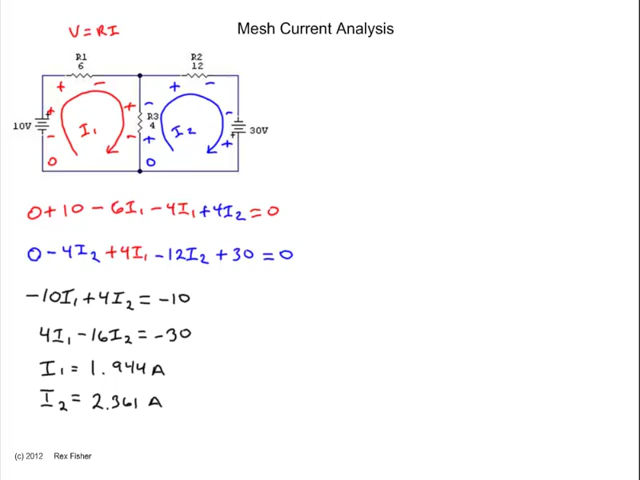 V = RI
Mesh Current Analysis
R1
6
R2
12
+ − + −
10V + − I₁ + − R3 4 − + I₂ − + 30V
0 0
0 + 10 − 6I₁ − 4I₁ + 4I₂ = 0
0 − 4I₂ + 4I₁ − 12I₂ + 30 = 0
−10I₁ + 4I₂ = −10
4I₁ − 16I₂ = −30
I₁ = 1.944 A
I₂ = 2.361 A
(c) 2012 Rex Fisher